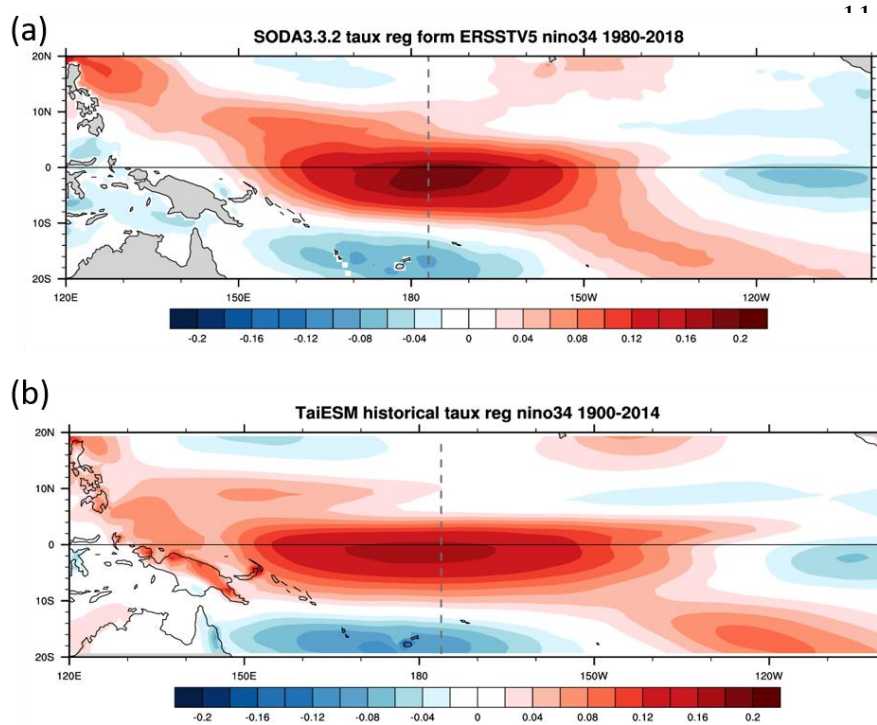 11
(a)
SODA3.3.2 taux reg form ERSSTV5 nino34 1980-2018
20N
10N
0
10S
20S
120E 150E 180 150W 120W
-0.2 -0.16 -0.12 -0.08 -0.04 0 0.04 0.08 0.12 0.16 0.2
(b)
TaiESM historical taux reg nino34 1900-2014
20N
10N
0
10S
20S
120E 150E 180 150W 120W
-0.2 -0.16 -0.12 -0.08 -0.04 0 0.04 0.08 0.12 0.16 0.2